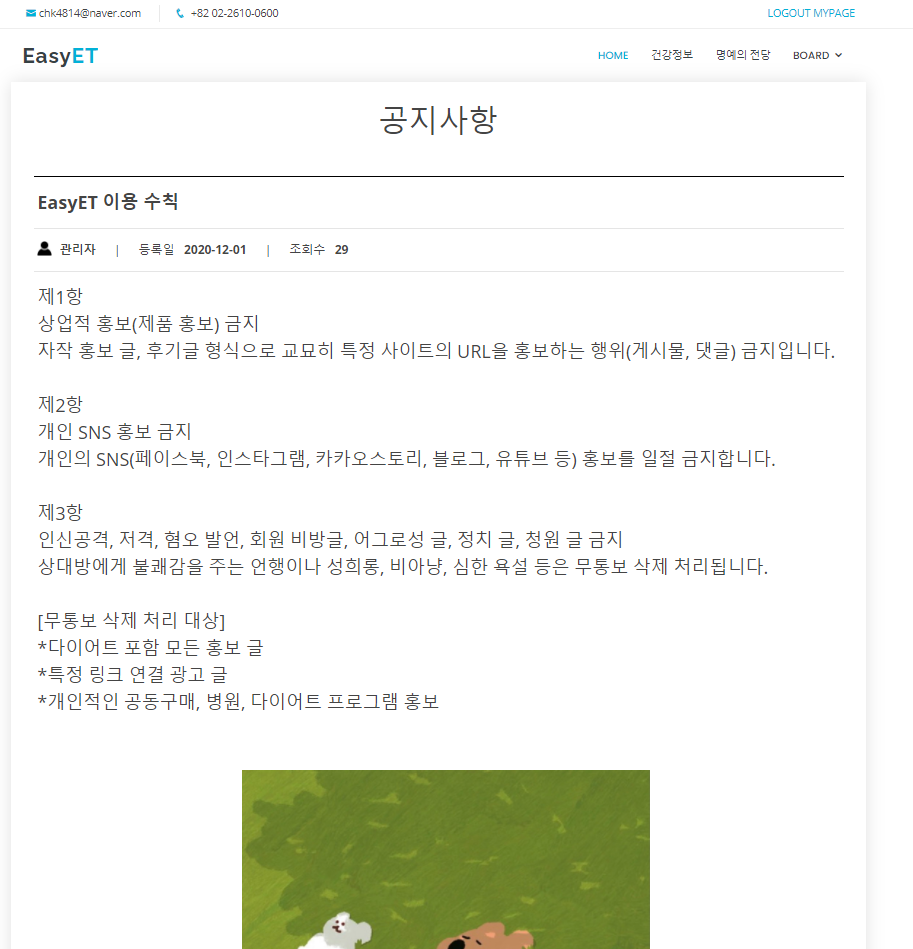 chk4814@naver.com
+82 02-2610-0600
LOGOUT MYPAGE
EasyET
HOME 건강정보 명예의 전당 BOARD
공지사항
EasyET 이용 수칙
관리자 | 등록일 2020-12-01 | 조회수 29
제1항
상업적 홍보(제품 홍보) 금지
자작 홍보 글, 후기글 형식으로 교묘히 특정 사이트의 URL을 홍보하는 행위(게시물, 댓글) 금지입니다.
제2항
개인 SNS 홍보 금지
개인의 SNS(페이스북, 인스타그램, 카카오스토리, 블로그, 유튜브 등) 홍보를 일절 금지합니다.
제3항
인신공격, 저격, 혐오 발언, 회원 비방글, 어그로성 글, 정치 글, 청원 글 금지
상대방에게 불쾌감을 주는 언행이나 성희롱, 비아냥, 심한 욕설 등은 무통보 삭제 처리됩니다.
[무통보 삭제 처리 대상]
*다이어트 포함 모든 홍보 글
*특정 링크 연결 광고 글
*개인적인 공동구매, 병원, 다이어트 프로그램 홍보